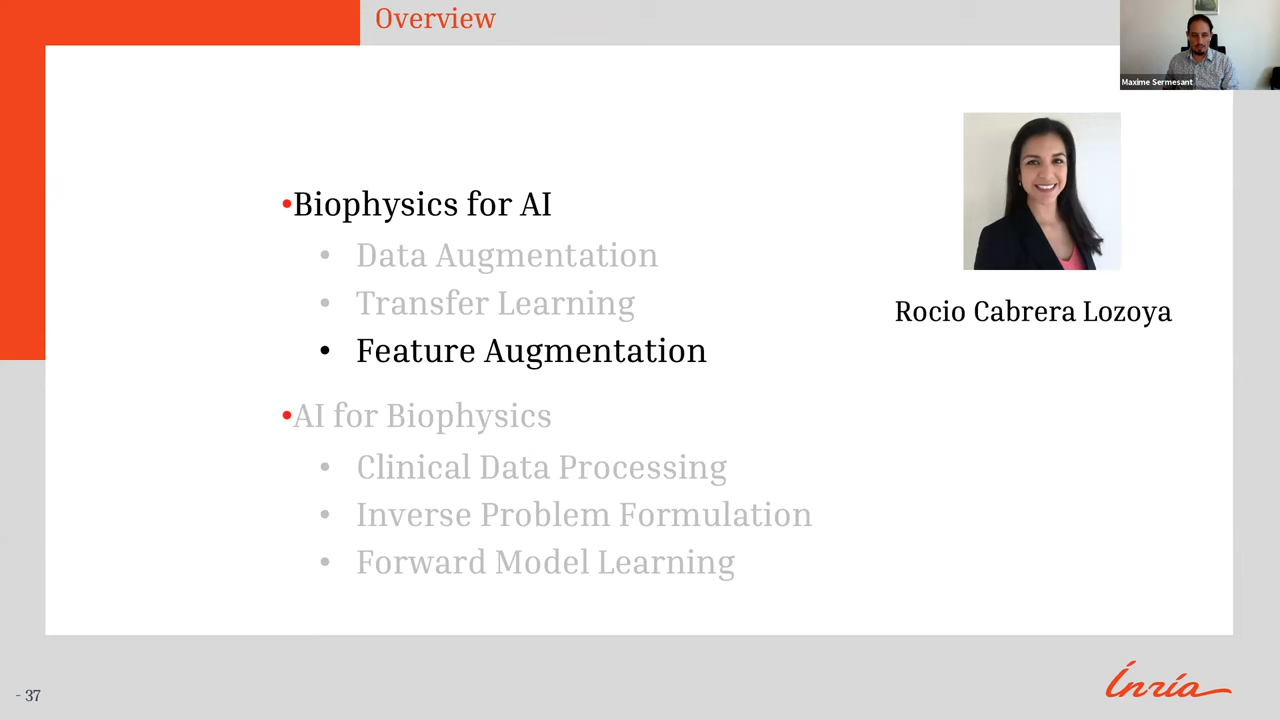 Overview
Maxime Sermesant
•Biophysics for AI
• Data Augmentation
• Transfer Learning
Rocio Cabrera Lozoya
• Feature Augmentation
•AI for Biophysics
• Clinical Data Processing
• Inverse Problem Formulation
• Forward Model Learning
- 37
Inria